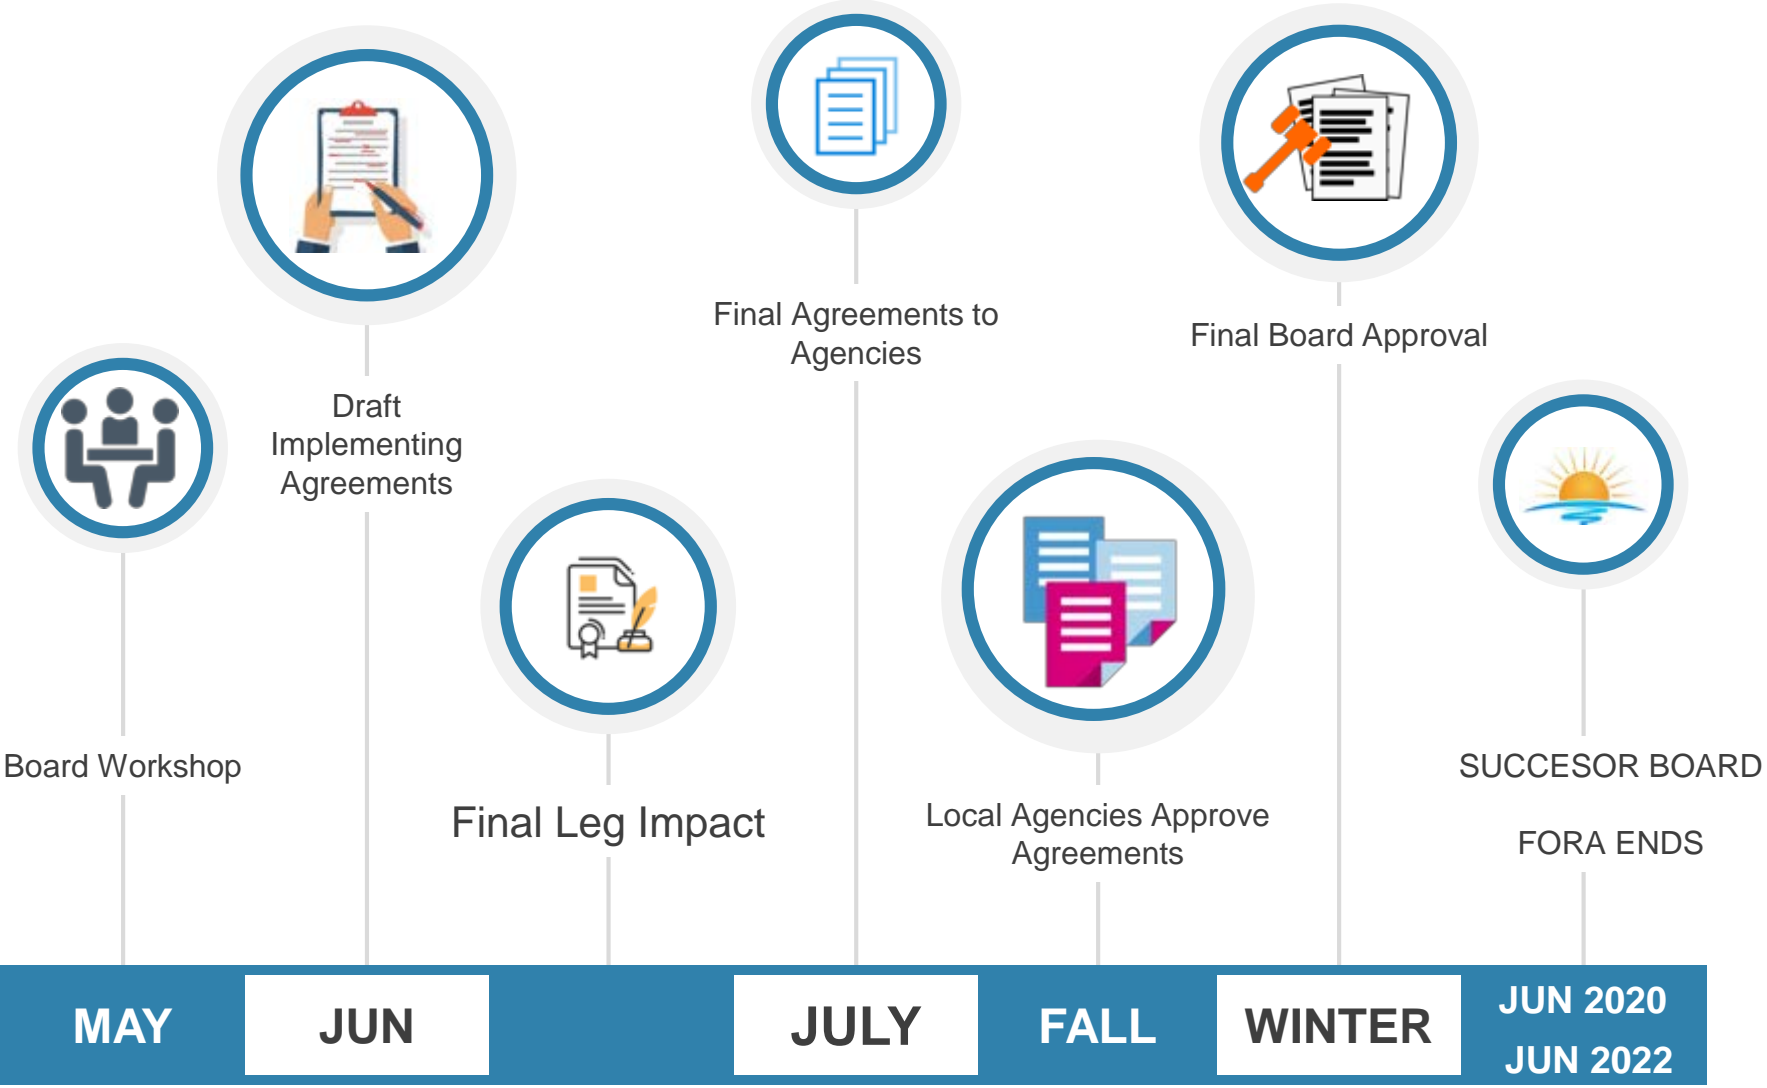 Final Agreements to
Agencies
Final Board Approval
Draft
Implementing
Agreements
Board Workshop
Final Leg Impact
Local Agencies Approve
Agreements
SUCCESOR BOARD
FORA ENDS
MAY
JUN
JULY
FALL
WINTER
JUN 2020
JUN 2022